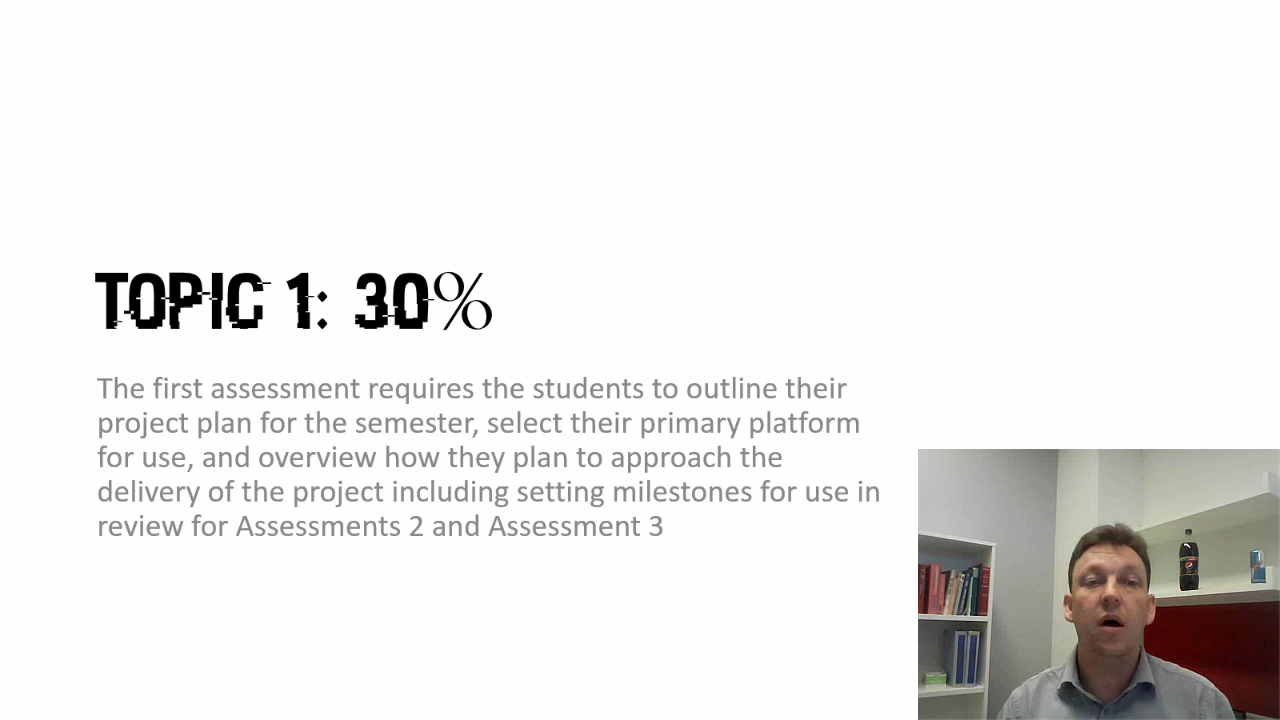 TOPIC 1: 30%
The first assessment requires the students to outline their
project plan for the semester, select their primary platform
for use, and overview how they plan to approach the
delivery of the project including setting milestones for use in
review for Assessments 2 and Assessment 3